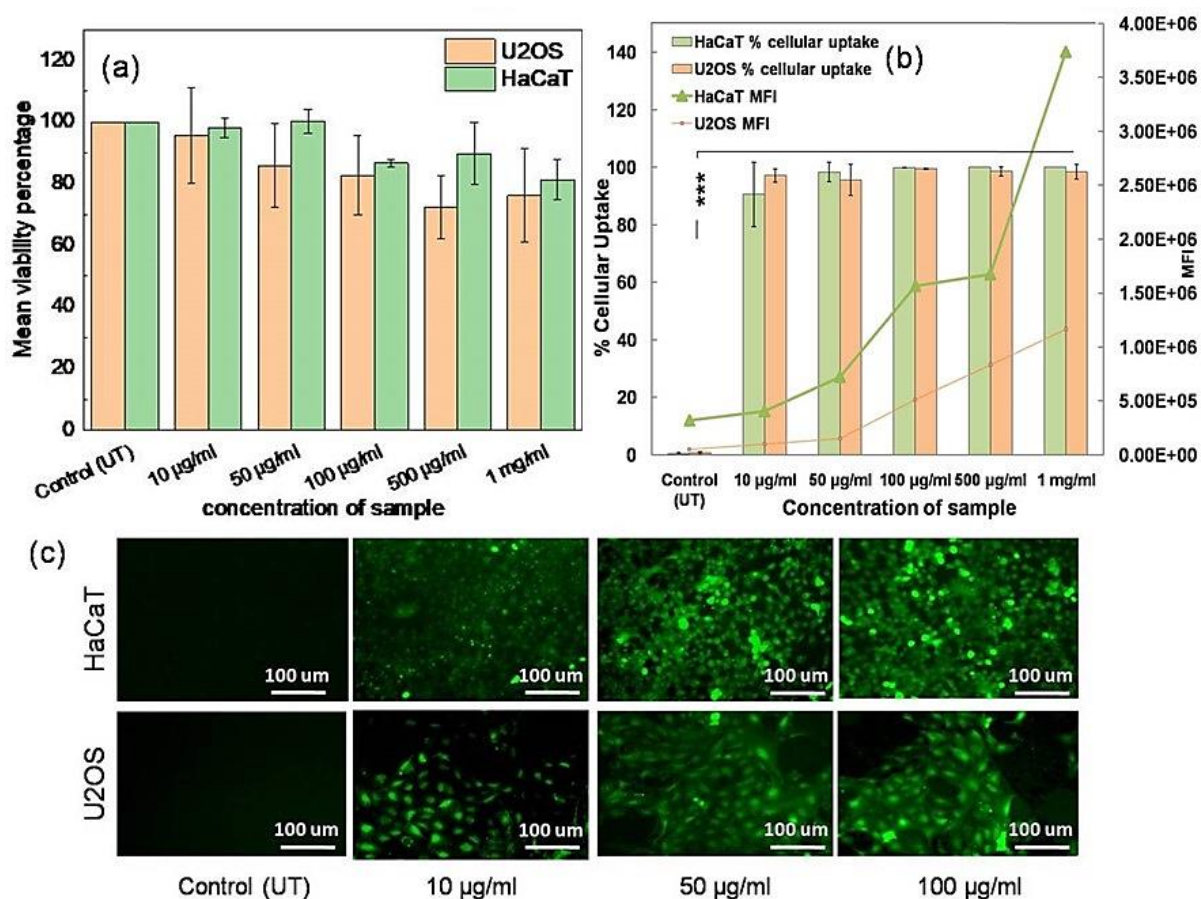 (a)
U2OS
HaCaT
Mean viability percentage
120
100
80
60
40
20
0
Control (UT)
10 µg/ml
50 µg/ml
100 µg/ml
500 µg/ml
1 mg/ml
concentration of sample
(b)
HaCaT % cellular uptake
U2OS % cellular uptake
HaCaT MFI
U2OS MFI
% Cellular Uptake
140
120
100
80
60
40
20
0
***
4.00E+06
3.50E+06
3.00E+06
2.50E+06
2.00E+06
1.50E+06
1.00E+06
5.00E+05
0.00E+00
MFI
Control
(UT)
10 µg/ml
50 µg/ml
100 µg/ml
500 µg/ml
1 mg/ml
Concentration of sample
(c)
HaCaT
100 um
100 um
100 um
100 um
U2OS
100 um
100 um
100 um
100 um
Control (UT)
10 µg/ml
50 µg/ml
100 µg/ml